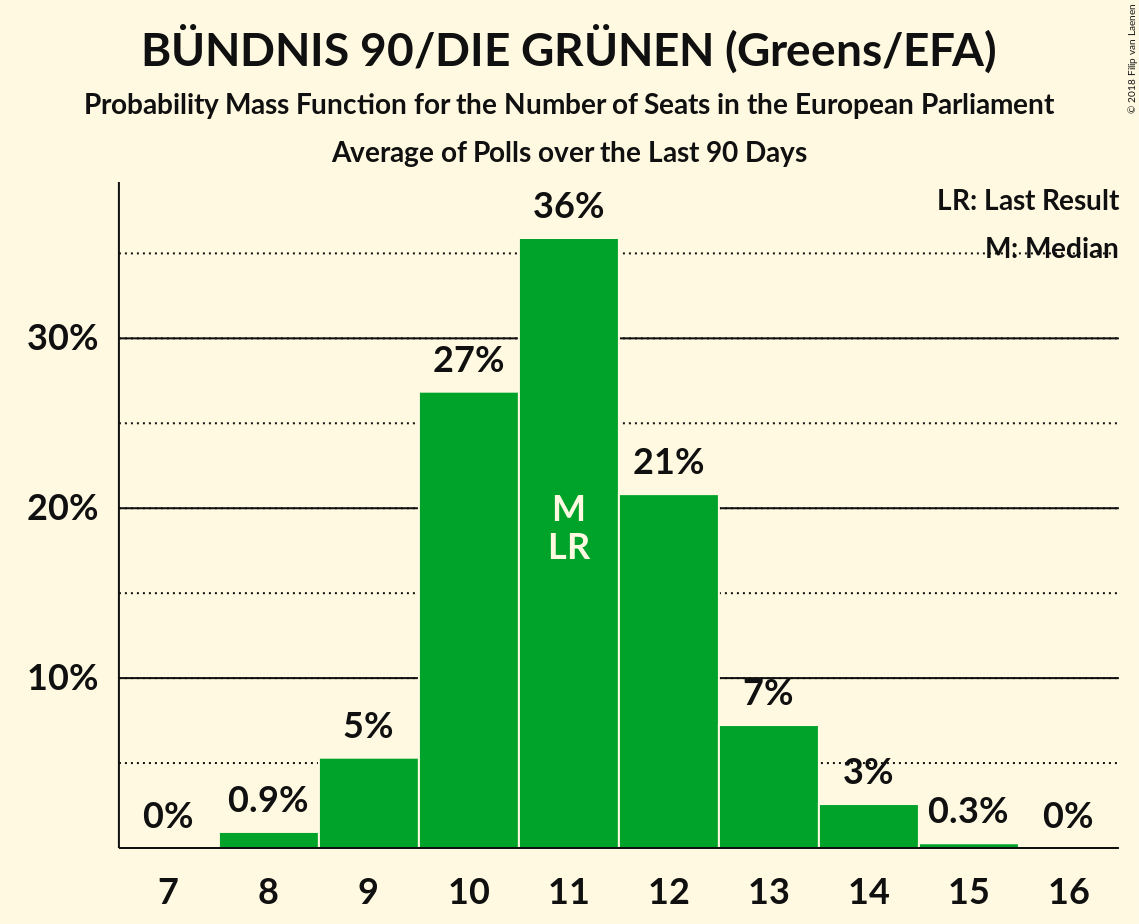 BÜNDNIS 90/DIE GRÜNEN (Greens/EFA)
Probability Mass Function for the Number of Seats in the European Parliament
Average of Polls over the Last 90 Days
© 2018 Filip van Laenen
LR: Last Result
M: Median
30%
20%
10%
0%
0.9%
5%
27%
36%
21%
7%
3%
0.3%
0%
M
LR
7 8 9 10 11 12 13 14 15 16